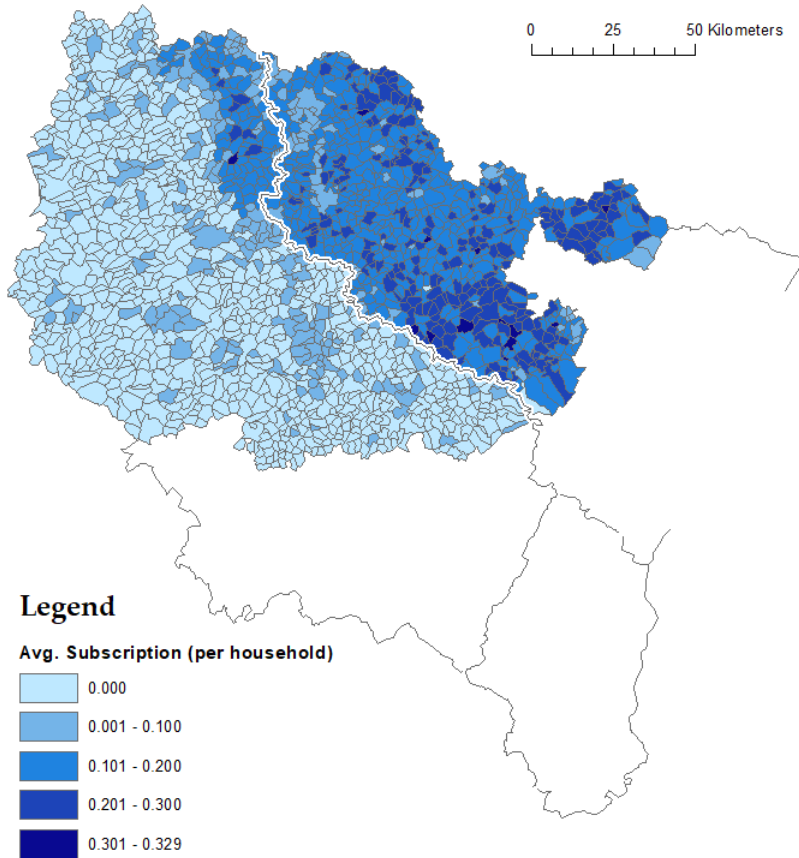 0 25 50 Kilometers
Legend
Avg. Subscription (per household)
0.000
0.001 - 0.100
0.101 - 0.200
0.201 - 0.300
0.301 - 0.329